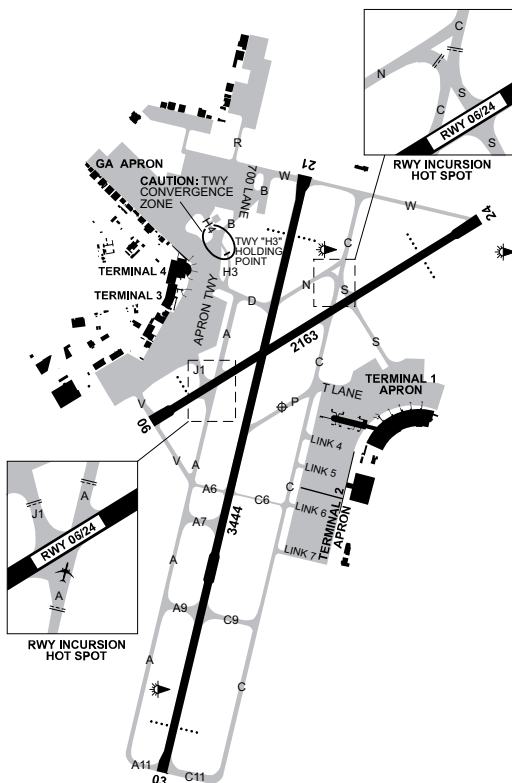 C
N
S
C
RWY 06/24
S
RWY INCURSION
HOT SPOT
R
GA APRON
CAUTION: TWY
CONVERGENCE
ZONE
700 LANE
W
21
B
W
24
H4
B
TWY "H3"
HOLDING
POINT
C
TERMINAL 4
H3
TERMINAL 3
N
S
D
APRON TWY
A
2163
S
J1
C
TERMINAL 1
APRON
T LANE
V
06
P
LINK 4
V
A
LINK 5
A6
C
C6
LINK 6
A7
3444
TERMINAL 2
APRON
LINK 7
A
J1
A
RWY 06/24
A
RWY INCURSION
HOT SPOT
A9
C9
A
C
A11
03
C11